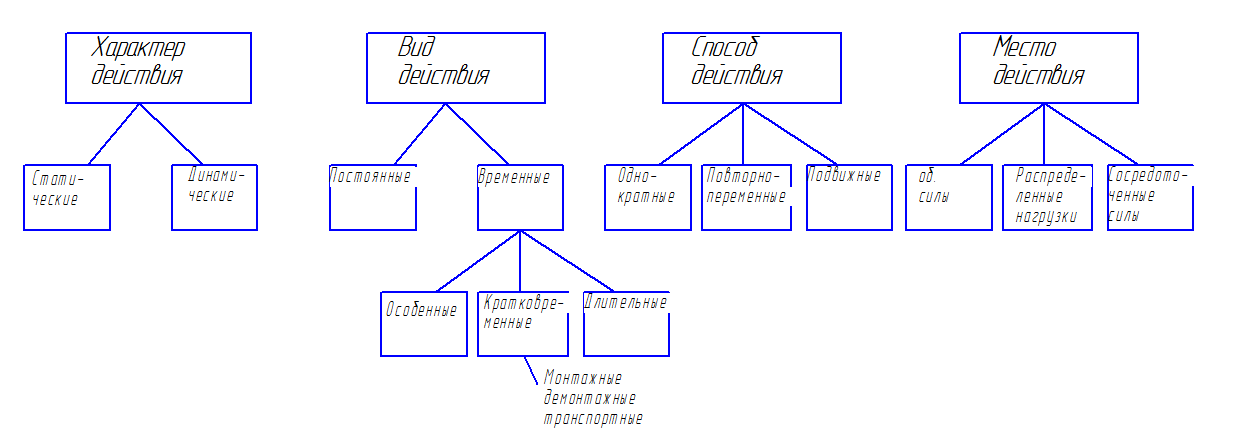 Характер
действия
Вид
действия
Способ
действия
Место
действия
Стати-
ческие
Динами-
ческие
Постоянные
Временные
Одно-
кратные
Повторно-
переменные
Подвижные
об.
силы
Распреде-
ленные
нагрузки
Сосредото-
ченные
силы
Особенные
Кратковре-
менные
Длительные
Монтажные
демонтажные
транспортные